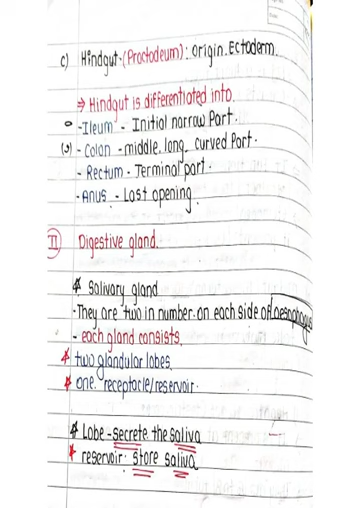 c) Hindgut (Proctodeum): Origin Ectoderm.
⇒ Hindgut is differentiated into.
- Ileum - Initial narrow Part.
- Colon - middle, long, curved Part.
- Rectum - Terminal part.
- Anus - Last opening.
II Digestive gland.
* Salivary gland
- They are two in number on each side of oesophagus
- each gland consists,
* two glandular lobes,
* one receptacle/reservoir.
* Lobe - secrete the saliva
* reservoir: store saliva